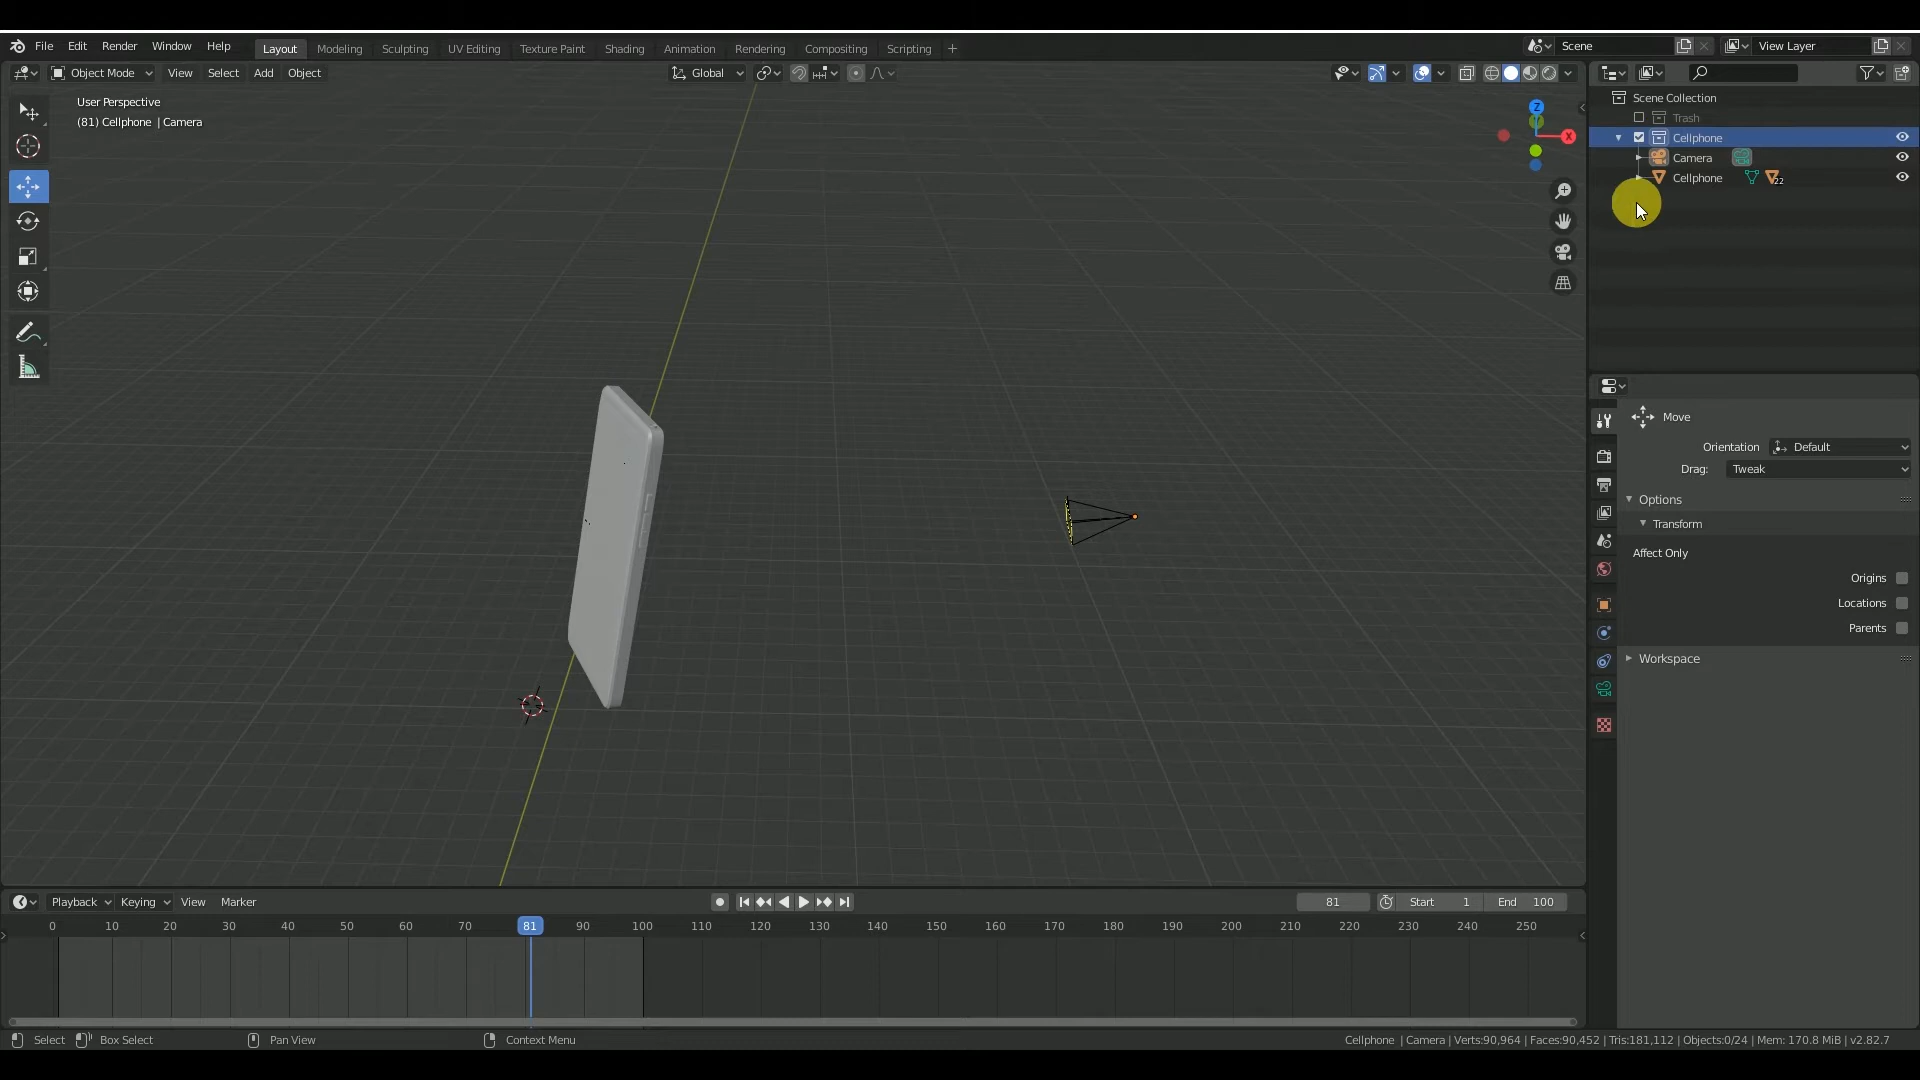 File Edit Render Window Help Layout Modeling Sculpting UV Editing Texture Paint Shading Animation Rendering Compositing Scripting + Scene View Layer
Object Mode View Select Add Object Global
User Perspective
(81) Cellphone | Camera
Z
X
Scene Collection
Trash
Cellphone
Camera
Cellphone 22
Move
Orientation Default
Drag: Tweak
Options
Transform
Affect Only
Origins
Locations
Parents
Workspace
Playback Keying View Marker 81 Start 1 End 100
0 10 20 30 40 50 60 70 81 90 100 110 120 130 140 150 160 170 180 190 200 210 220 230 240 250
Select Box Select Pan View Context Menu Cellphone | Camera | Verts:90,964 | Faces:90,452 | Tris:181,112 | Objects:0/24 | Mem: 170.8 MiB | v2.82.7